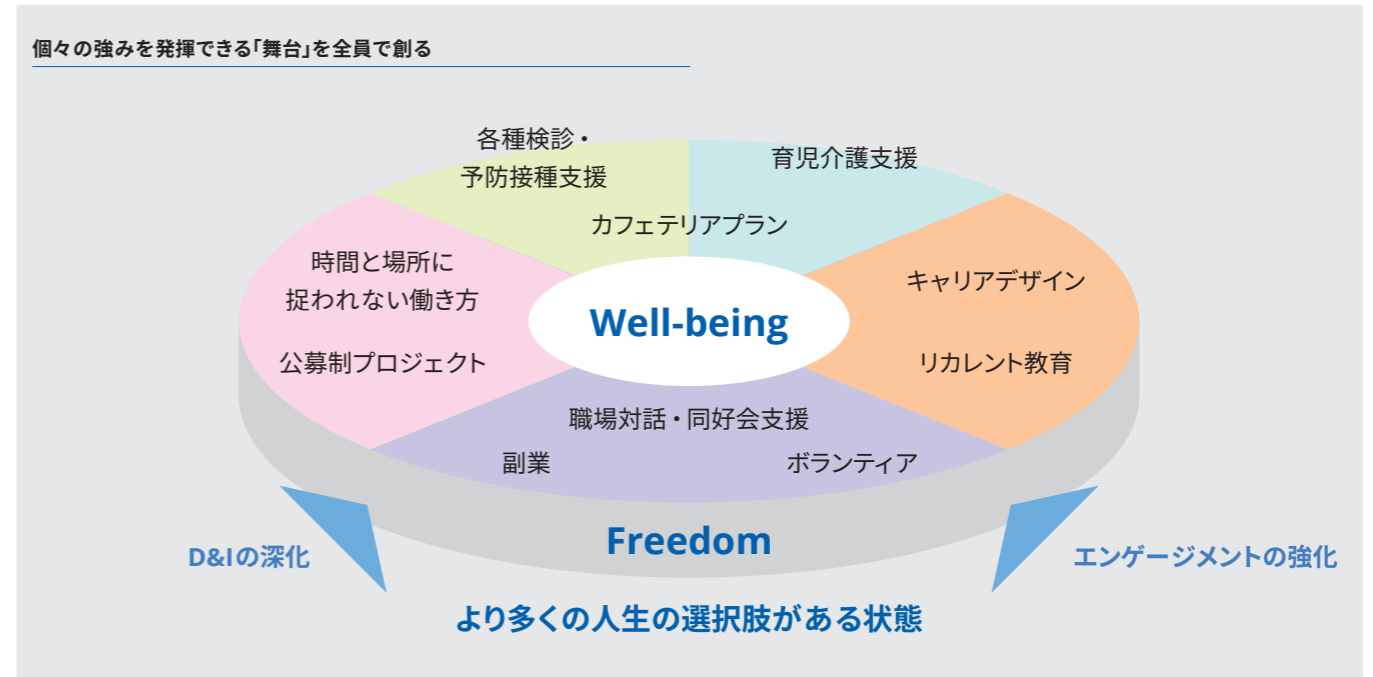 個々の強みを発揮できる「舞台」を全員で創る
各種検診・
予防接種支援
育児介護支援
カフェテリアプラン
時間と場所に
捉われない働き方
公募制プロジェクト
キャリアデザイン
リカレント教育
Well-being
職場対話・同好会支援
副業
ボランティア
Freedom
D&Iの深化
エンゲージメントの強化
より多くの人生の選択肢がある状態